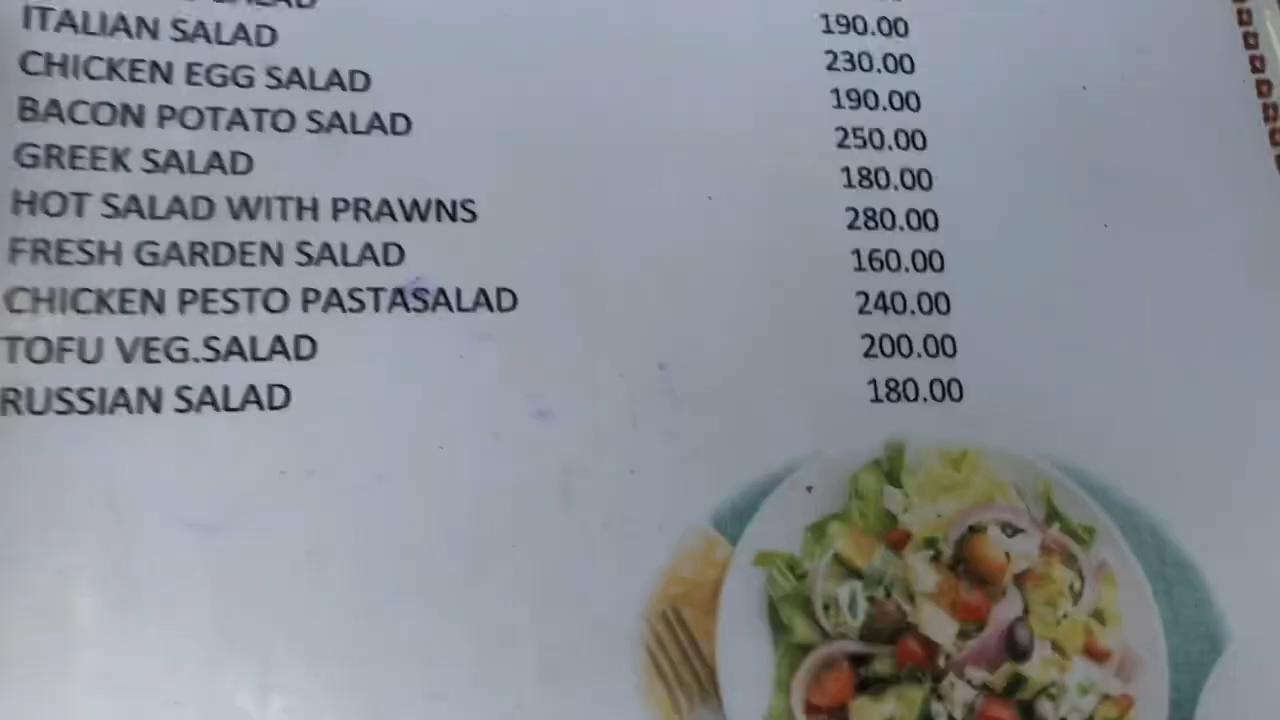 SALAD 190.00
ITALIAN SALAD 230.00
CHICKEN EGG SALAD 190.00
BACON POTATO SALAD 250.00
GREEK SALAD 180.00
HOT SALAD WITH PRAWNS 280.00
FRESH GARDEN SALAD 160.00
CHICKEN PESTO PASTASALAD 240.00
TOFU VEG.SALAD 200.00
RUSSIAN SALAD 180.00